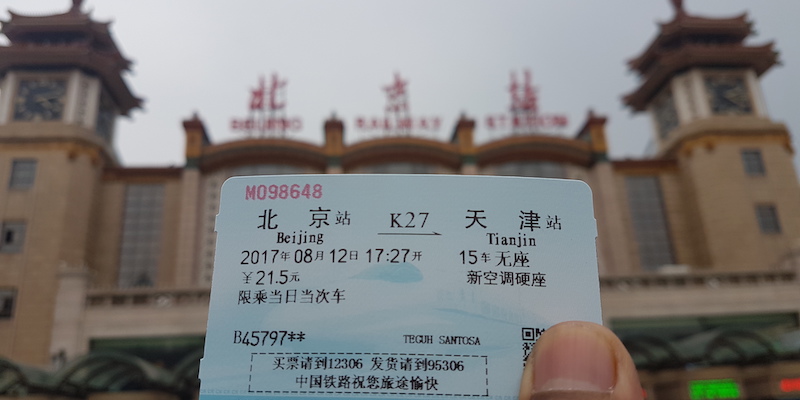 北京站
BEIJING RAILWAY STATION
M098648
北京站 K27 天津站
Beijing Tianjin
2017年08月12日17:27开 15车无座
￥21.5元 新空调硬座
限乘当日当次车
B45797** TEGUH SANTOSA
买票请到12306 发货请到95306
中国铁路祝您旅途愉快